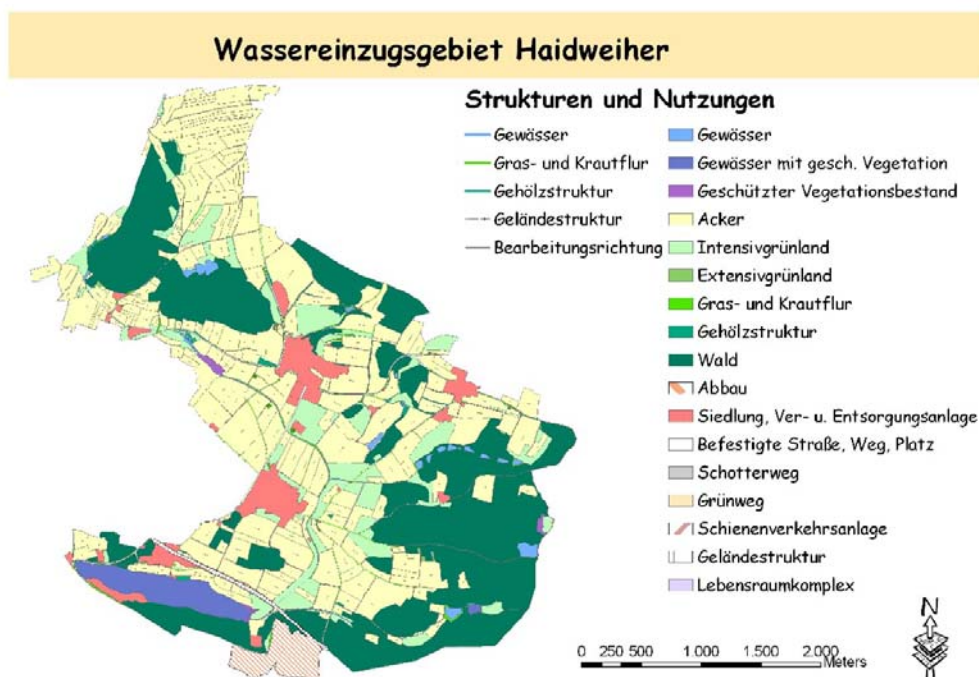 Wassereinzugsgebiet Haidweiher
Strukturen und Nutzungen
Gewässer
Gras- und Krautflur
Gehölzstruktur
Geländestruktur
Bearbeitungsrichtung
Gewässer
Gewässer mit gesch. Vegetation
Geschützter Vegetationsbestand
Acker
Intensivgrünland
Extensivgrünland
Gras- und Krautflur
Gehölzstruktur
Wald
Abbau
Siedlung, Ver- u. Entsorgungsanlage
Befestigte Straße, Weg, Platz
Schotterweg
Grünweg
Schienenverkehrsanlage
Geländestruktur
Lebensraumkomplex
N
0 250 500 1.000 1.500 2.000
Meters